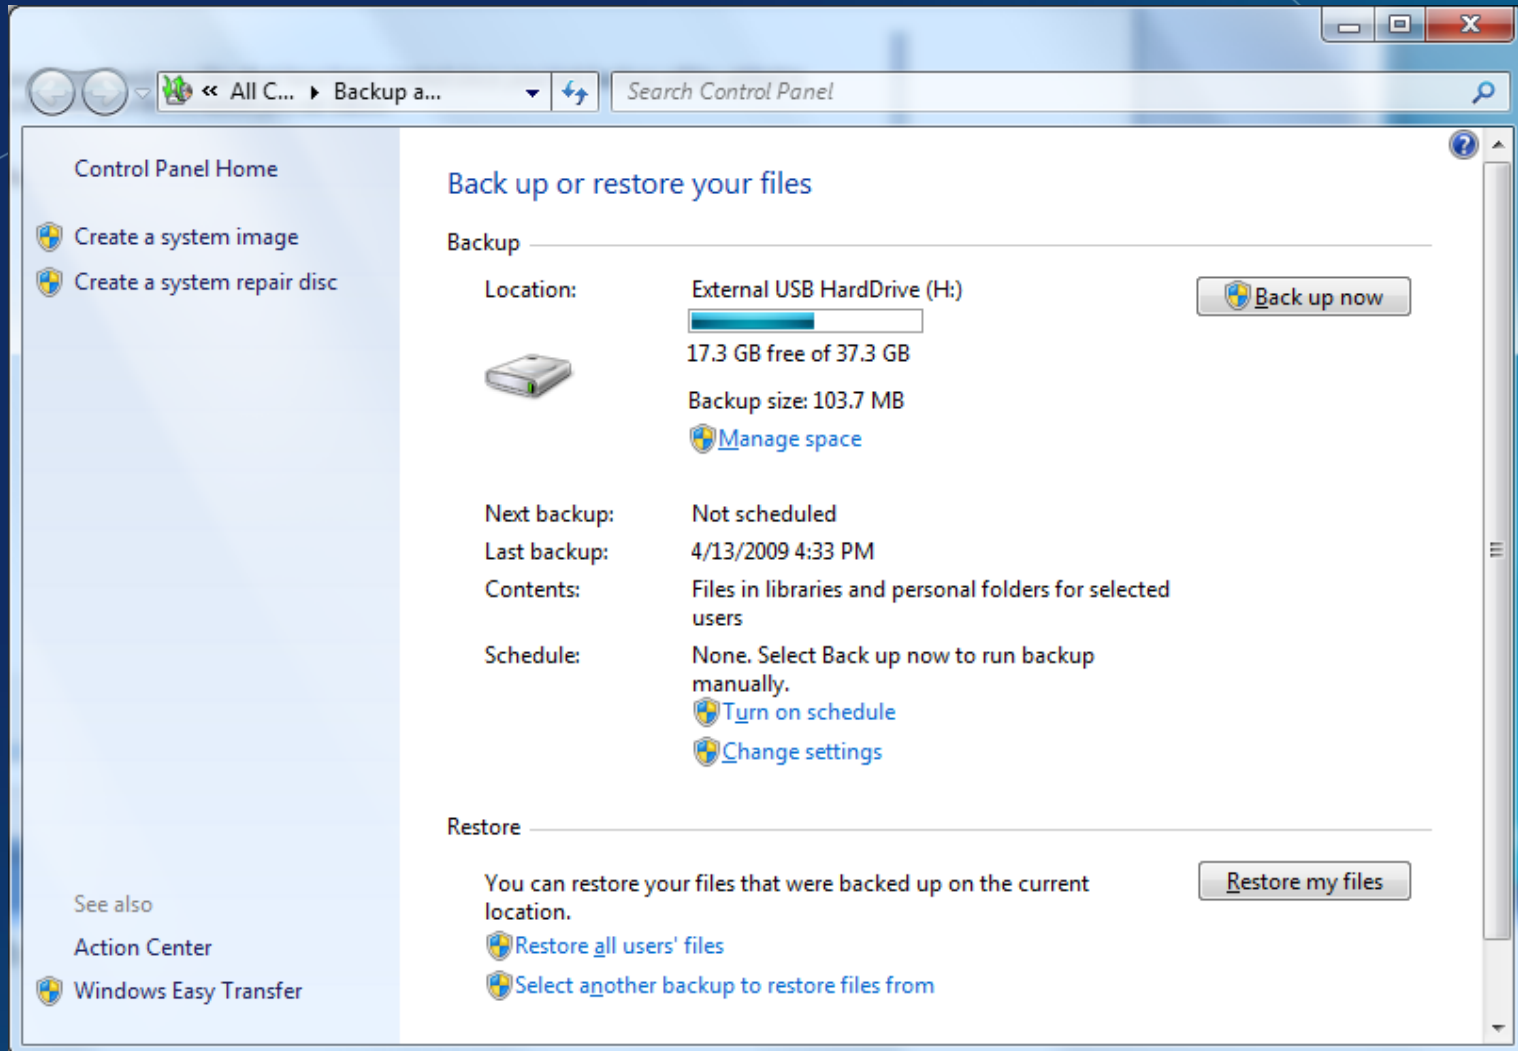 « All C... ▸ Backup a...
Search Control Panel
Control Panel Home
Create a system image
Create a system repair disc
Back up or restore your files
Backup
Location:
External USB HardDrive (H:)
Back up now
17.3 GB free of 37.3 GB
Backup size: 103.7 MB
Manage space
Next backup:
Not scheduled
Last backup:
4/13/2009 4:33 PM
Contents:
Files in libraries and personal folders for selected
users
Schedule:
None. Select Back up now to run backup
manually.
Turn on schedule
Change settings
Restore
You can restore your files that were backed up on the current
location.
Restore my files
Restore all users' files
Select another backup to restore files from
See also
Action Center
Windows Easy Transfer